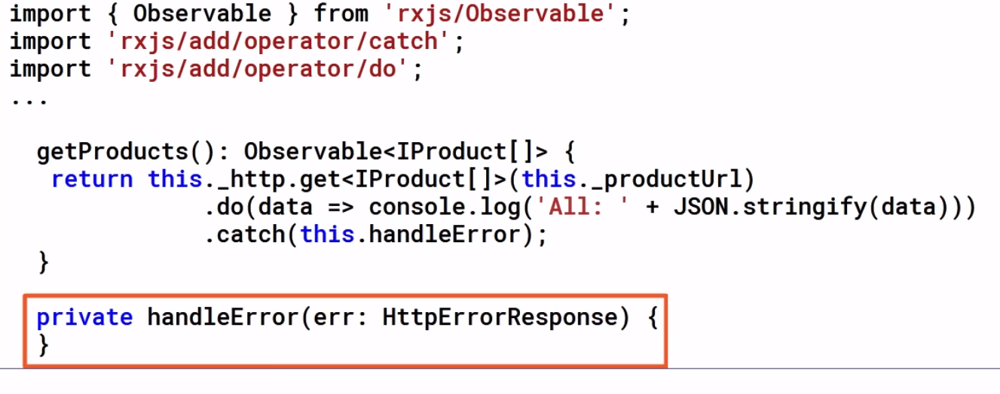 import { Observable } from 'rxjs/Observable';
import 'rxjs/add/operator/catch';
import 'rxjs/add/operator/do';
...
getProducts(): Observable<IProduct[]> {
return this._http.get<IProduct[]>(this._productUrl)
.do(data => console.log('All: ' + JSON.stringify(data)))
.catch(this.handleError);
}
private handleError(err: HttpErrorResponse) {
}